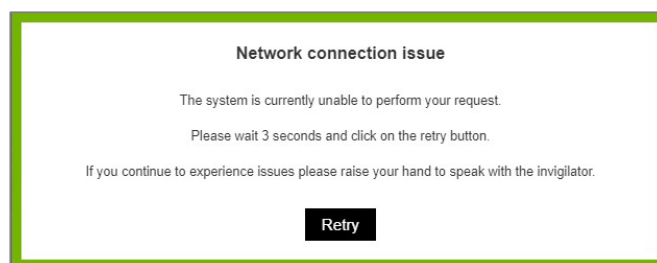 Network connection issue
The system is currently unable to perform your request.
Please wait 3 seconds and click on the retry button.
If you continue to experience issues please raise your hand to speak with the invigilator.
Retry